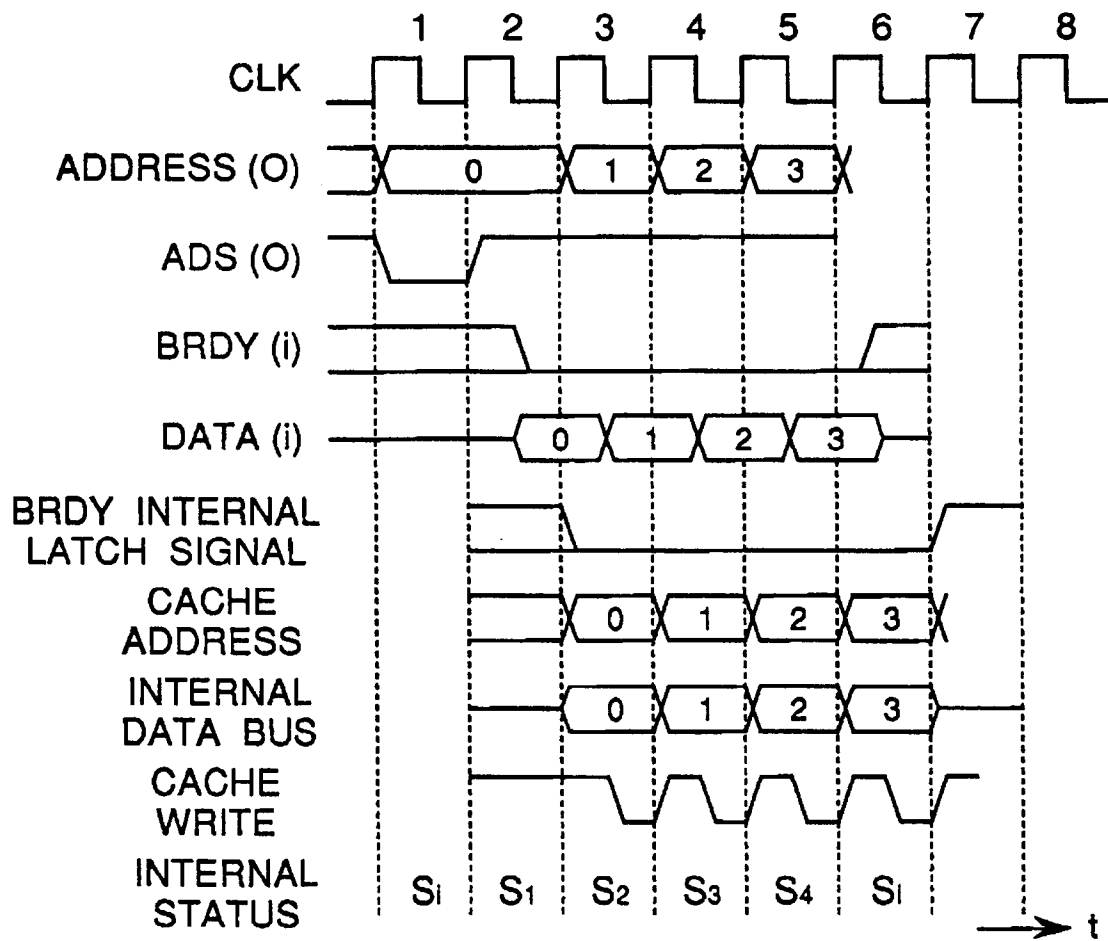 1 2 3 4 5 6 7 8
CLK
ADDRESS (O) 0 1 2 3
ADS (O)
BRDY (i)
DATA (i) 0 1 2 3
BRDY INTERNAL
LATCH SIGNAL
CACHE
ADDRESS 0 1 2 3
INTERNAL
DATA BUS 0 1 2 3
CACHE
WRITE
INTERNAL
STATUS Si S1 S2 S3 S4 Si
t